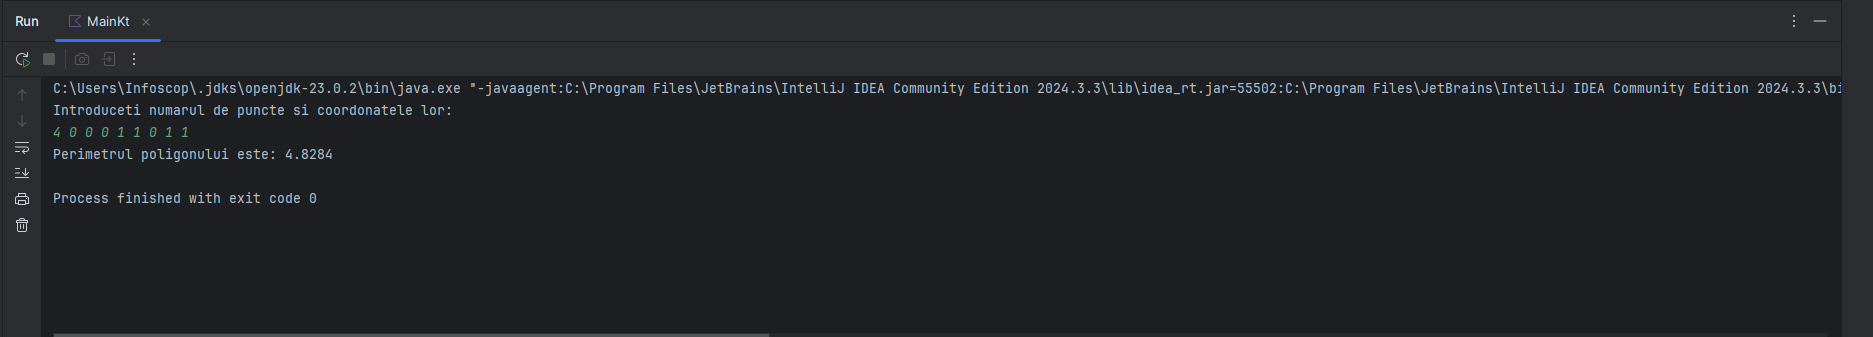 Run MainKt
C:\Users\Infoscop\.jdks\openjdk-23.0.2\bin\java.exe "-javaagent:C:\Program Files\JetBrains\IntelliJ IDEA Community Edition 2024.3.3\lib\idea_rt.jar=55502:C:\Program Files\JetBrains\IntelliJ IDEA Community Edition 2024.3.3\bi
Introduceti numarul de puncte si coordonatele lor:
4 0 0 0 1 1 0 1 1
Perimetrul poligonului este: 4.8284
Process finished with exit code 0